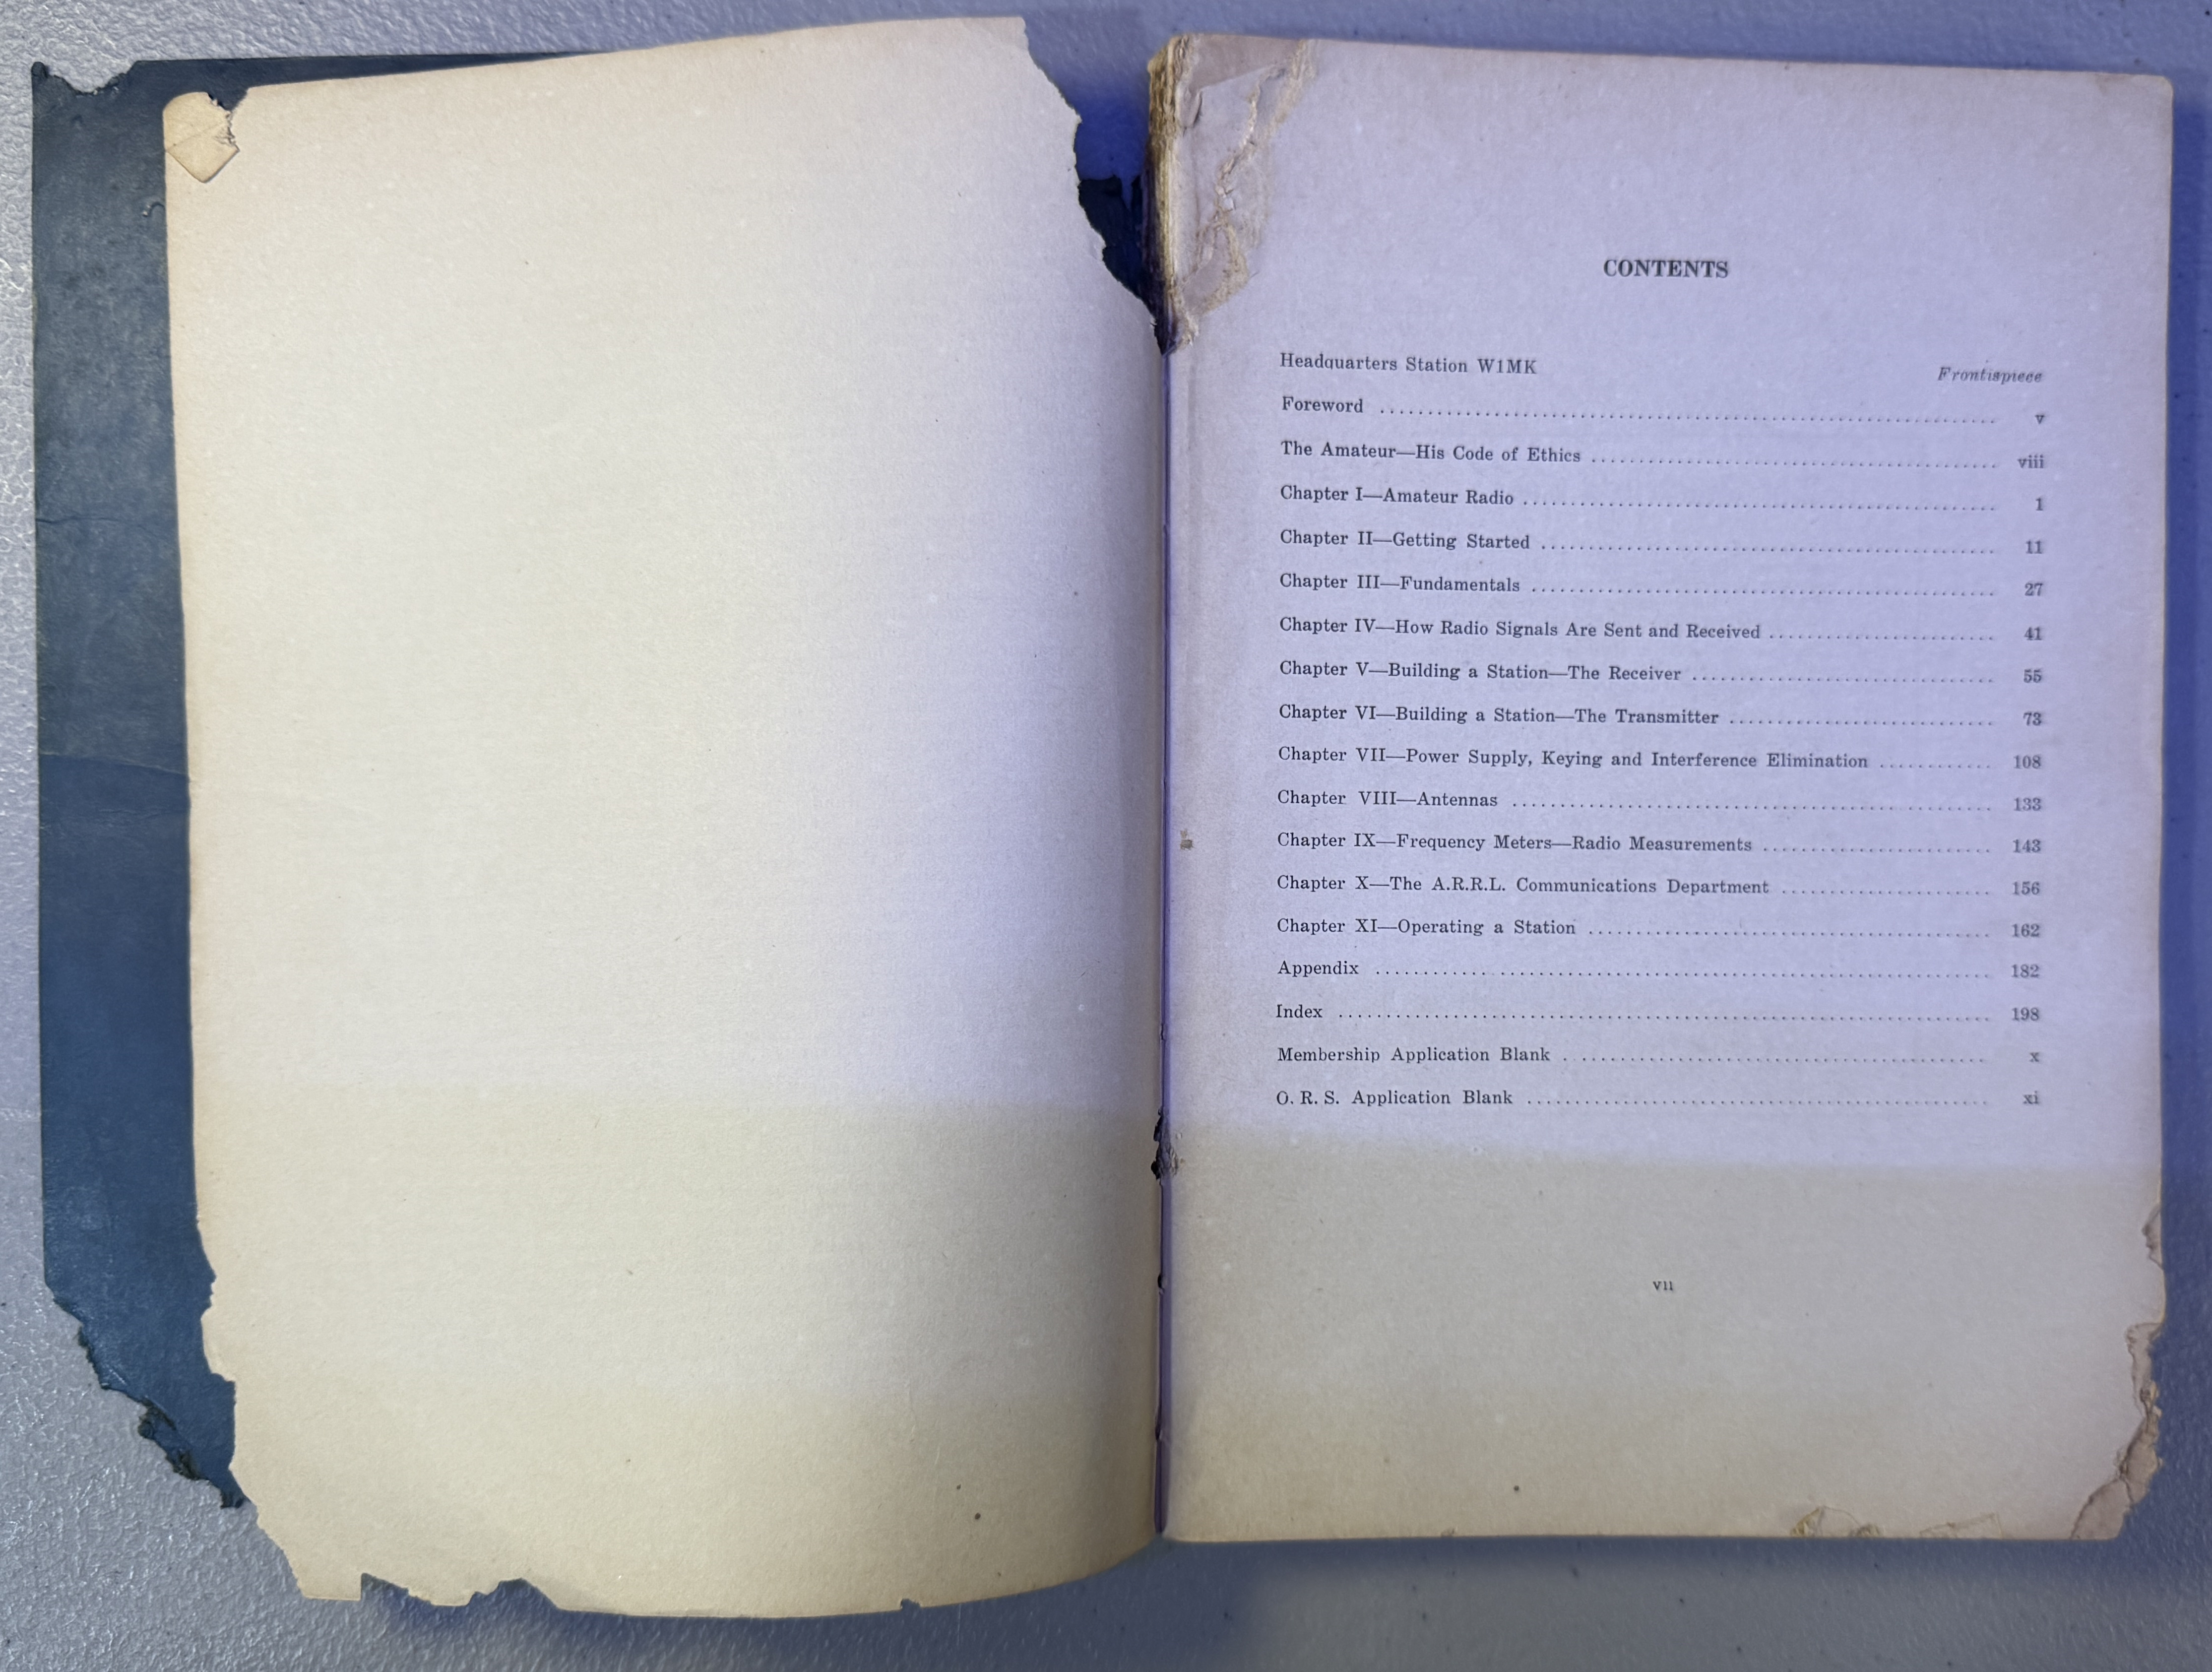 CONTENTS
Headquarters Station W1MK Frontispiece
Foreword ........ v
The Amateur—His Code of Ethics ........ viii
Chapter I—Amateur Radio ........ 1
Chapter II—Getting Started ........ 11
Chapter III—Fundamentals ........ 27
Chapter IV—How Radio Signals Are Sent and Received ........ 41
Chapter V—Building a Station—The Receiver ........ 55
Chapter VI—Building a Station—The Transmitter ........ 73
Chapter VII—Power Supply, Keying and Interference Elimination ........ 108
Chapter VIII—Antennas ........ 133
Chapter IX—Frequency Meters—Radio Measurements ........ 143
Chapter X—The A.R.R.L. Communications Department ........ 156
Chapter XI—Operating a Station ........ 162
Appendix ........ 182
Index ........ 198
Membership Application Blank ........ x
O. R. S. Application Blank ........ xi
vii